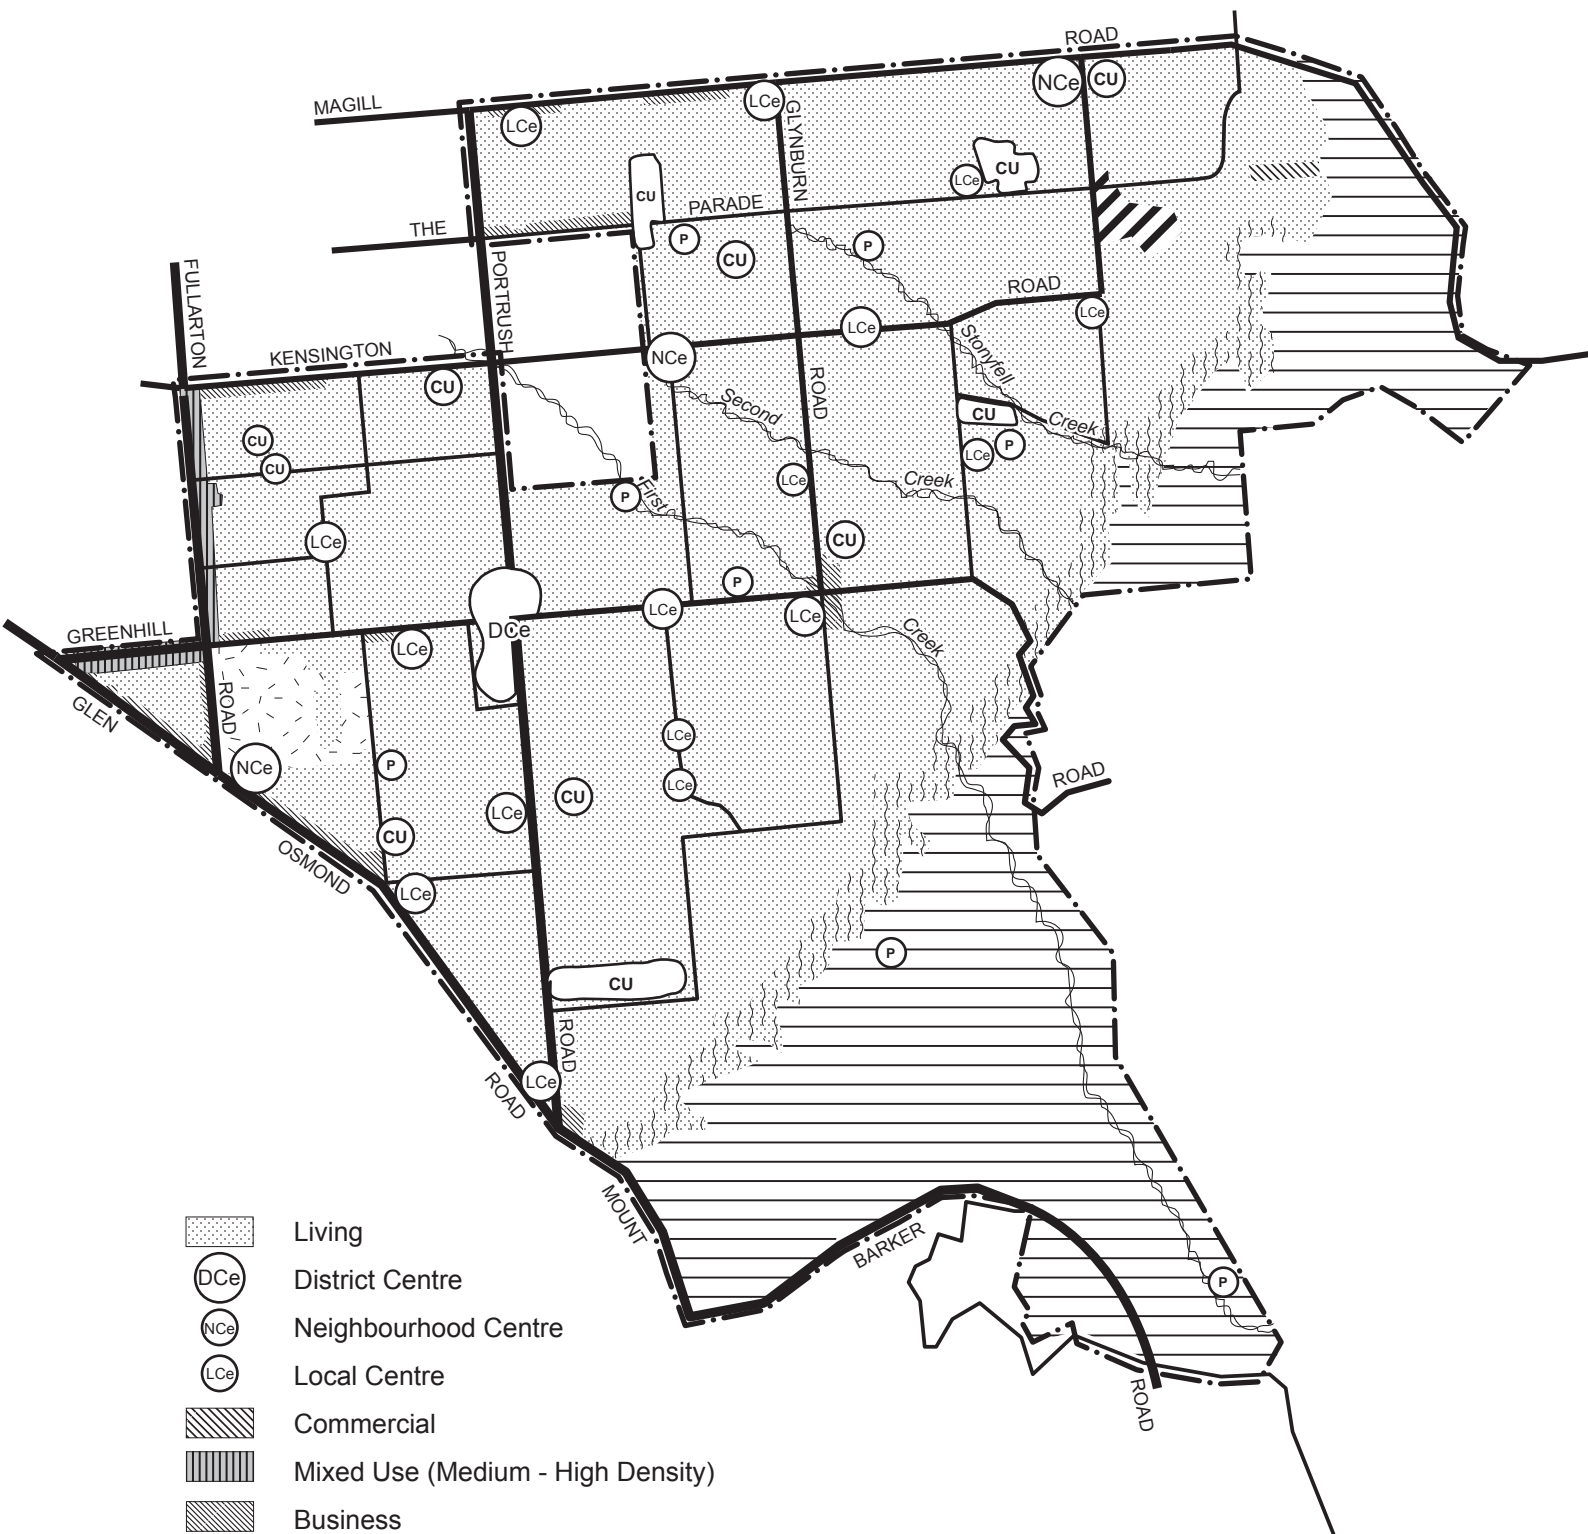 ROAD
NCe
CU
MAGILL
LCe
LCe
GLYNBURN
CU
LCe
CU
PARADE
THE
P
CU
P
FULLARTON
PORTRUSH
ROAD
LCe
LCe
KENSINGTON
NCe
Stonyfell
CU
ROAD
Second
CU
Creek
CU
P
LCe
CU
LCe
Creek
P
First
LCe
CU
P
LCe
LCe
DCe
GREENHILL
LCe
Creek
ROAD
GLEN
LCe
NCe
P
ROAD
LCe
CU
LCe
CU
OSMOND
LCe
P
CU
ROAD
LCe
ROAD
MOUNT
BARKER
P
ROAD
Living
DCe District Centre
NCe Neighbourhood Centre
LCe Local Centre
Commercial
Mixed Use (Medium - High Density)
Business